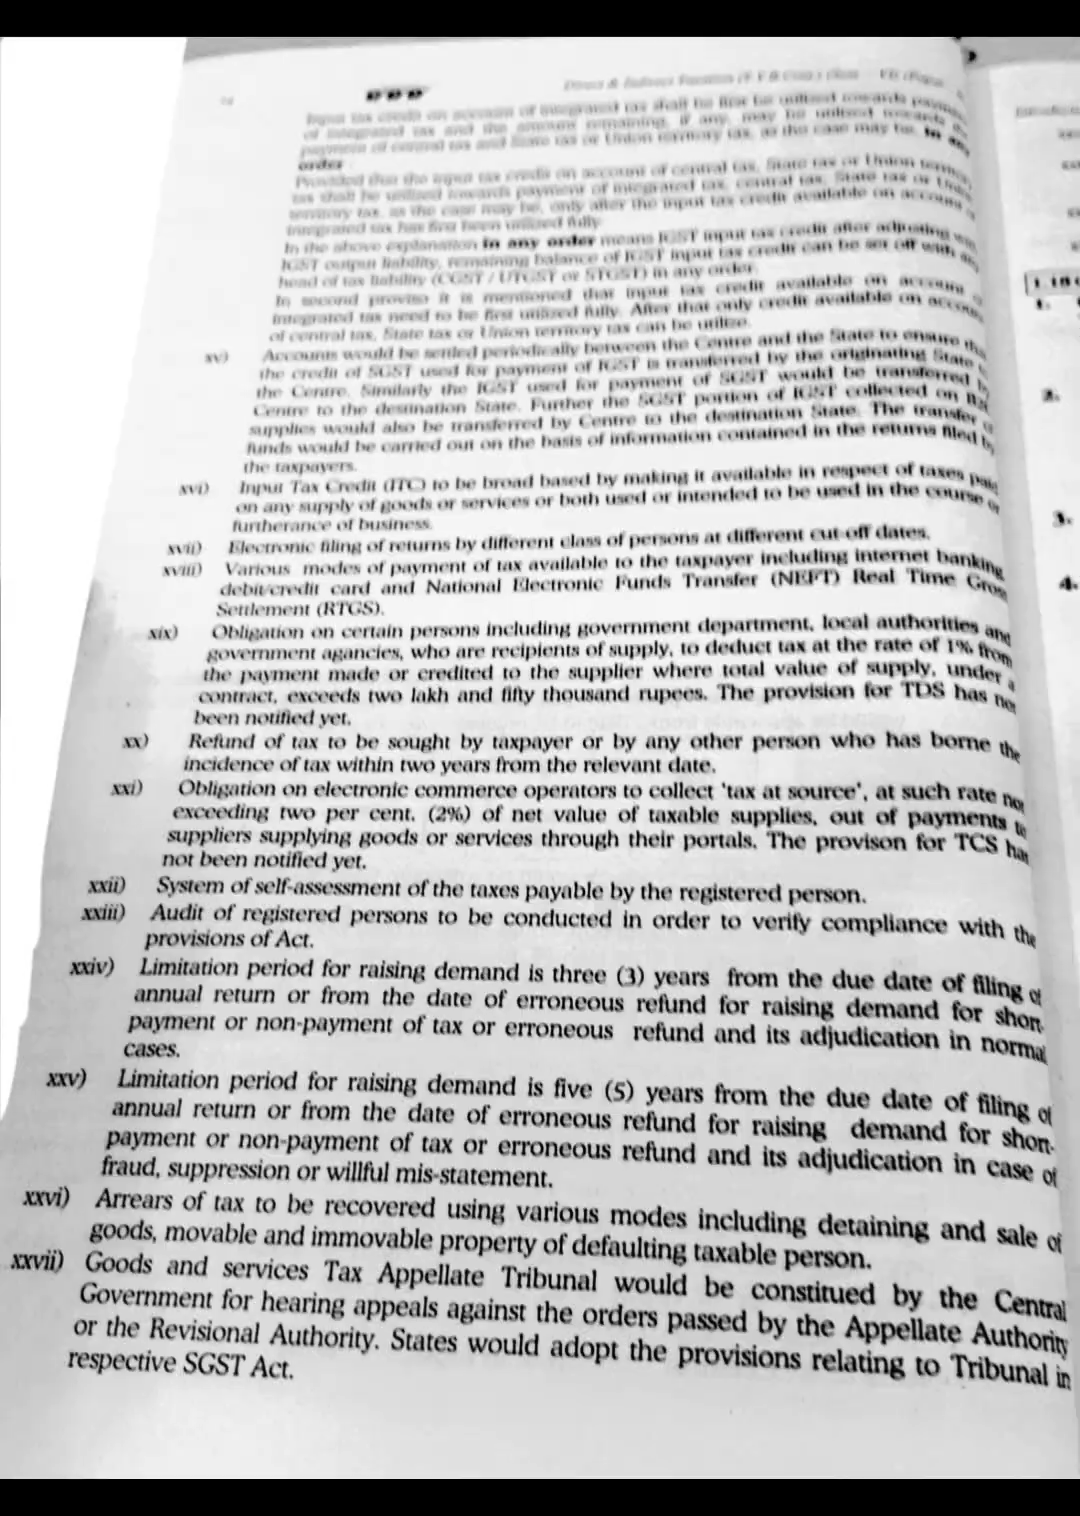 Input tax credit on account of integrated tax shall be first be utilised towards payment
of integrated tax and the amount remaining, if any, may be utilised towards the
payment of central tax and State tax or Union territory tax, as the case may be, in any
order
Provided that the input tax credit on account of central tax, State tax or Union territory
tax shall be utilised towards payment of integrated tax, central tax, State tax or Union
territory tax, as the case may be, only after the input tax credit available on account
integrated tax has first been utilised fully
In the above explanation in any order means IGST input tax credit after adjusting
IGST output liability, remaining balance of IGST input tax credit can be set off with any
head of tax liability (CGST / UTGST or STGST) in any order.
In second proviso it is mentioned that input tax credit available on account
integrated tax need to be first utilized fully. After that only credit available on account
of central tax, State tax or Union territory tax can be utilize.
xv) Accounts would be settled periodically between the Centre and the State to ensure
the credit of SGST used for payment of IGST is transferred by the originating State
the Centre. Similarly the IGST used for payment of SGST would be transferred
Centre to the destination State. Further the SGST portion of IGST collected on B2C
supplies would also be transferred by Centre to the destination State. The transfer
funds would be carried out on the basis of information contained in the returns filed by
the taxpayers.
xvi) Input Tax Credit (ITC) to be broad based by making it available in respect of taxes paid
on any supply of goods or services or both used or intended to be used in the course or
furtherance of business.
xvii) Electronic filing of returns by different class of persons at different cut off dates.
xviii) Various modes of payment of tax available to the taxpayer including internet banking
debit/credit card and National Electronic Funds Transfer (NEFT) Real Time Gross
Settlement (RTGS).
xix) Obligation on certain persons including government department, local authorities and
government agancies, who are recipients of supply, to deduct tax at the rate of 1% from
the payment made or credited to the supplier where total value of supply, under a
contract, exceeds two lakh and fifty thousand rupees. The provision for TDS has not
been notified yet.
xx) Refund of tax to be sought by taxpayer or by any other person who has borne the
incidence of tax within two years from the relevant date.
xxi) Obligation on electronic commerce operators to collect 'tax at source', at such rate not
exceeding two per cent. (2%) of net value of taxable supplies, out of payments to
suppliers supplying goods or services through their portals. The provison for TCS has
not been notified yet.
xxii) System of self-assessment of the taxes payable by the registered person.
xxiii) Audit of registered persons to be conducted in order to verify compliance with the
provisions of Act.
xxiv) Limitation period for raising demand is three (3) years from the due date of filing of
annual return or from the date of erroneous refund for raising demand for short-
payment or non-payment of tax or erroneous refund and its adjudication in normal
cases.
xxv) Limitation period for raising demand is five (5) years from the due date of filing of
annual return or from the date of erroneous refund for raising demand for short-
payment or non-payment of tax or erroneous refund and its adjudication in case of
fraud, suppression or willful mis-statement.
xxvi) Arrears of tax to be recovered using various modes including detaining and sale of
goods, movable and immovable property of defaulting taxable person.
xxvii) Goods and services Tax Appellate Tribunal would be constitued by the Central
Government for hearing appeals against the orders passed by the Appellate Authority
or the Revisional Authority. States would adopt the provisions relating to Tribunal in
respective SGST Act.
2.
3.
4.